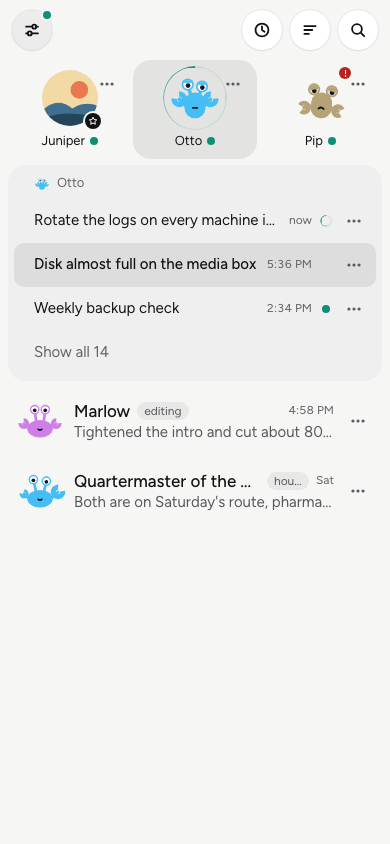 Juniper
Otto
Pip
Otto
Rotate the logs on every machine i... now
Disk almost full on the media box 5:36 PM
Weekly backup check 2:34 PM
Show all 14
Marlow editing 4:58 PM
Tightened the intro and cut about 80...
Quartermaster of the ... hou... Sat
Both are on Saturday's route, pharma...